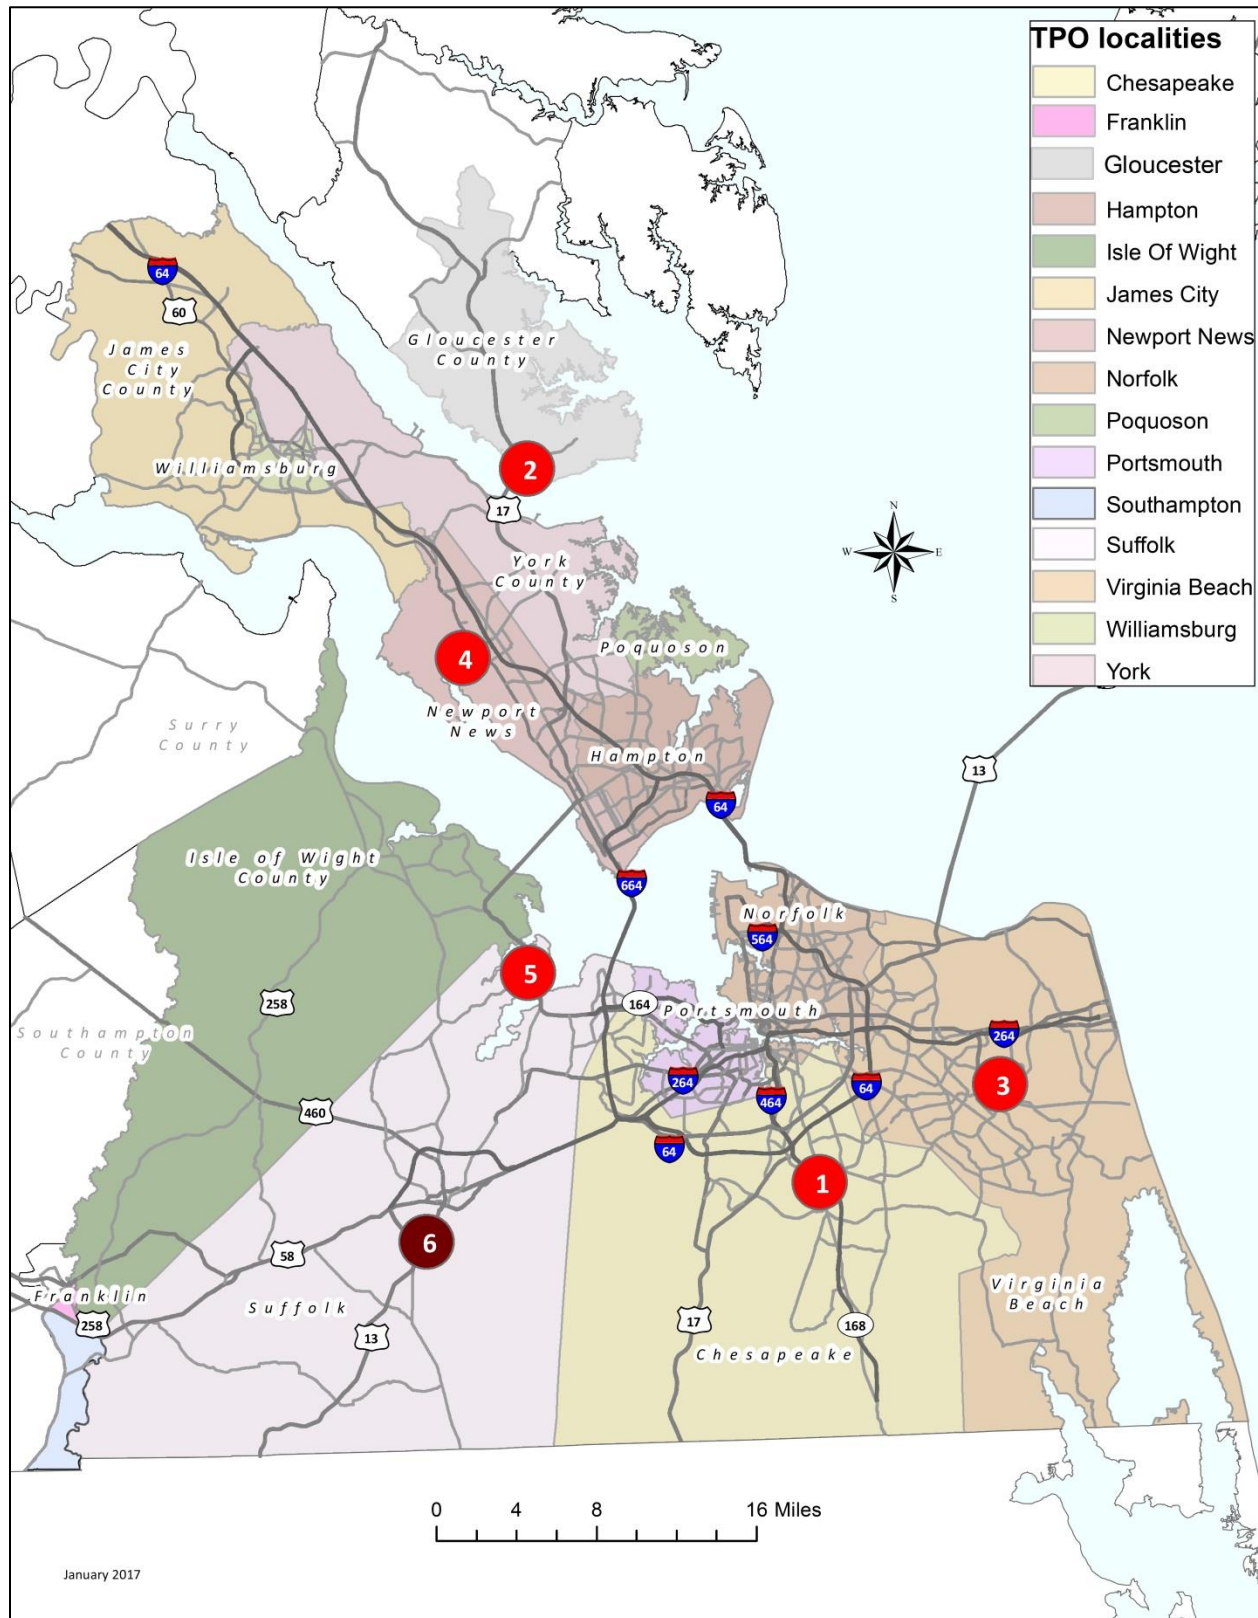 TPO localities
Chesapeake
Franklin
Gloucester
Hampton
Isle Of Wight
James City
Newport News
Norfolk
Poquoson
Portsmouth
Southampton
Suffolk
Virginia Beach
Williamsburg
York
64
60
James
City
County
Gloucester
County
Williamsburg
2
17
N
W
E
S
York
County
Poquoson
4
Newport
News
Surry
County
Hampton
13
64
Isle of Wight
County
664
Norfolk
564
5
258
164
Portsmouth
Southampton
County
264
264
64
3
460
464
64
1
6
58
Franklin
258
Suffolk
13
Virginia
Beach
17
168
Chesapeake
0 4 8 16 Miles
January 2017